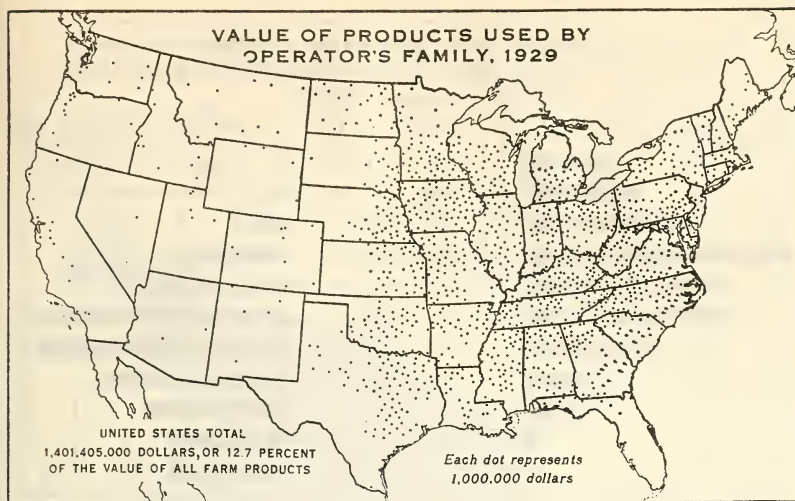 VALUE OF PRODUCTS USED BY
OPERATOR'S FAMILY, 1929
UNITED STATES TOTAL
1,401,405,000 DOLLARS, OR 12.7 PERCENT
OF THE VALUE OF ALL FARM PRODUCTS
Each dot represents
1,000,000 dollars